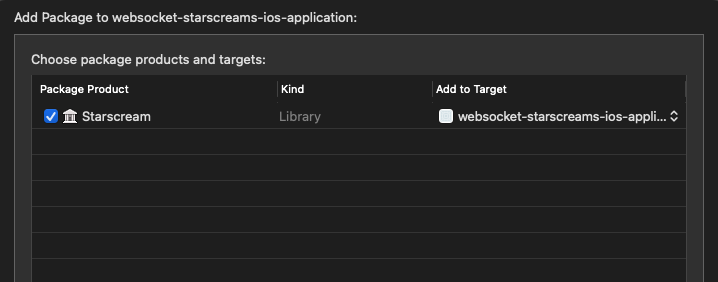 Add Package to websocket-starscreams-ios-application:
Choose package products and targets:
Package Product Kind Add to Target
Starscream Library websocket-starscreams-ios-appli...